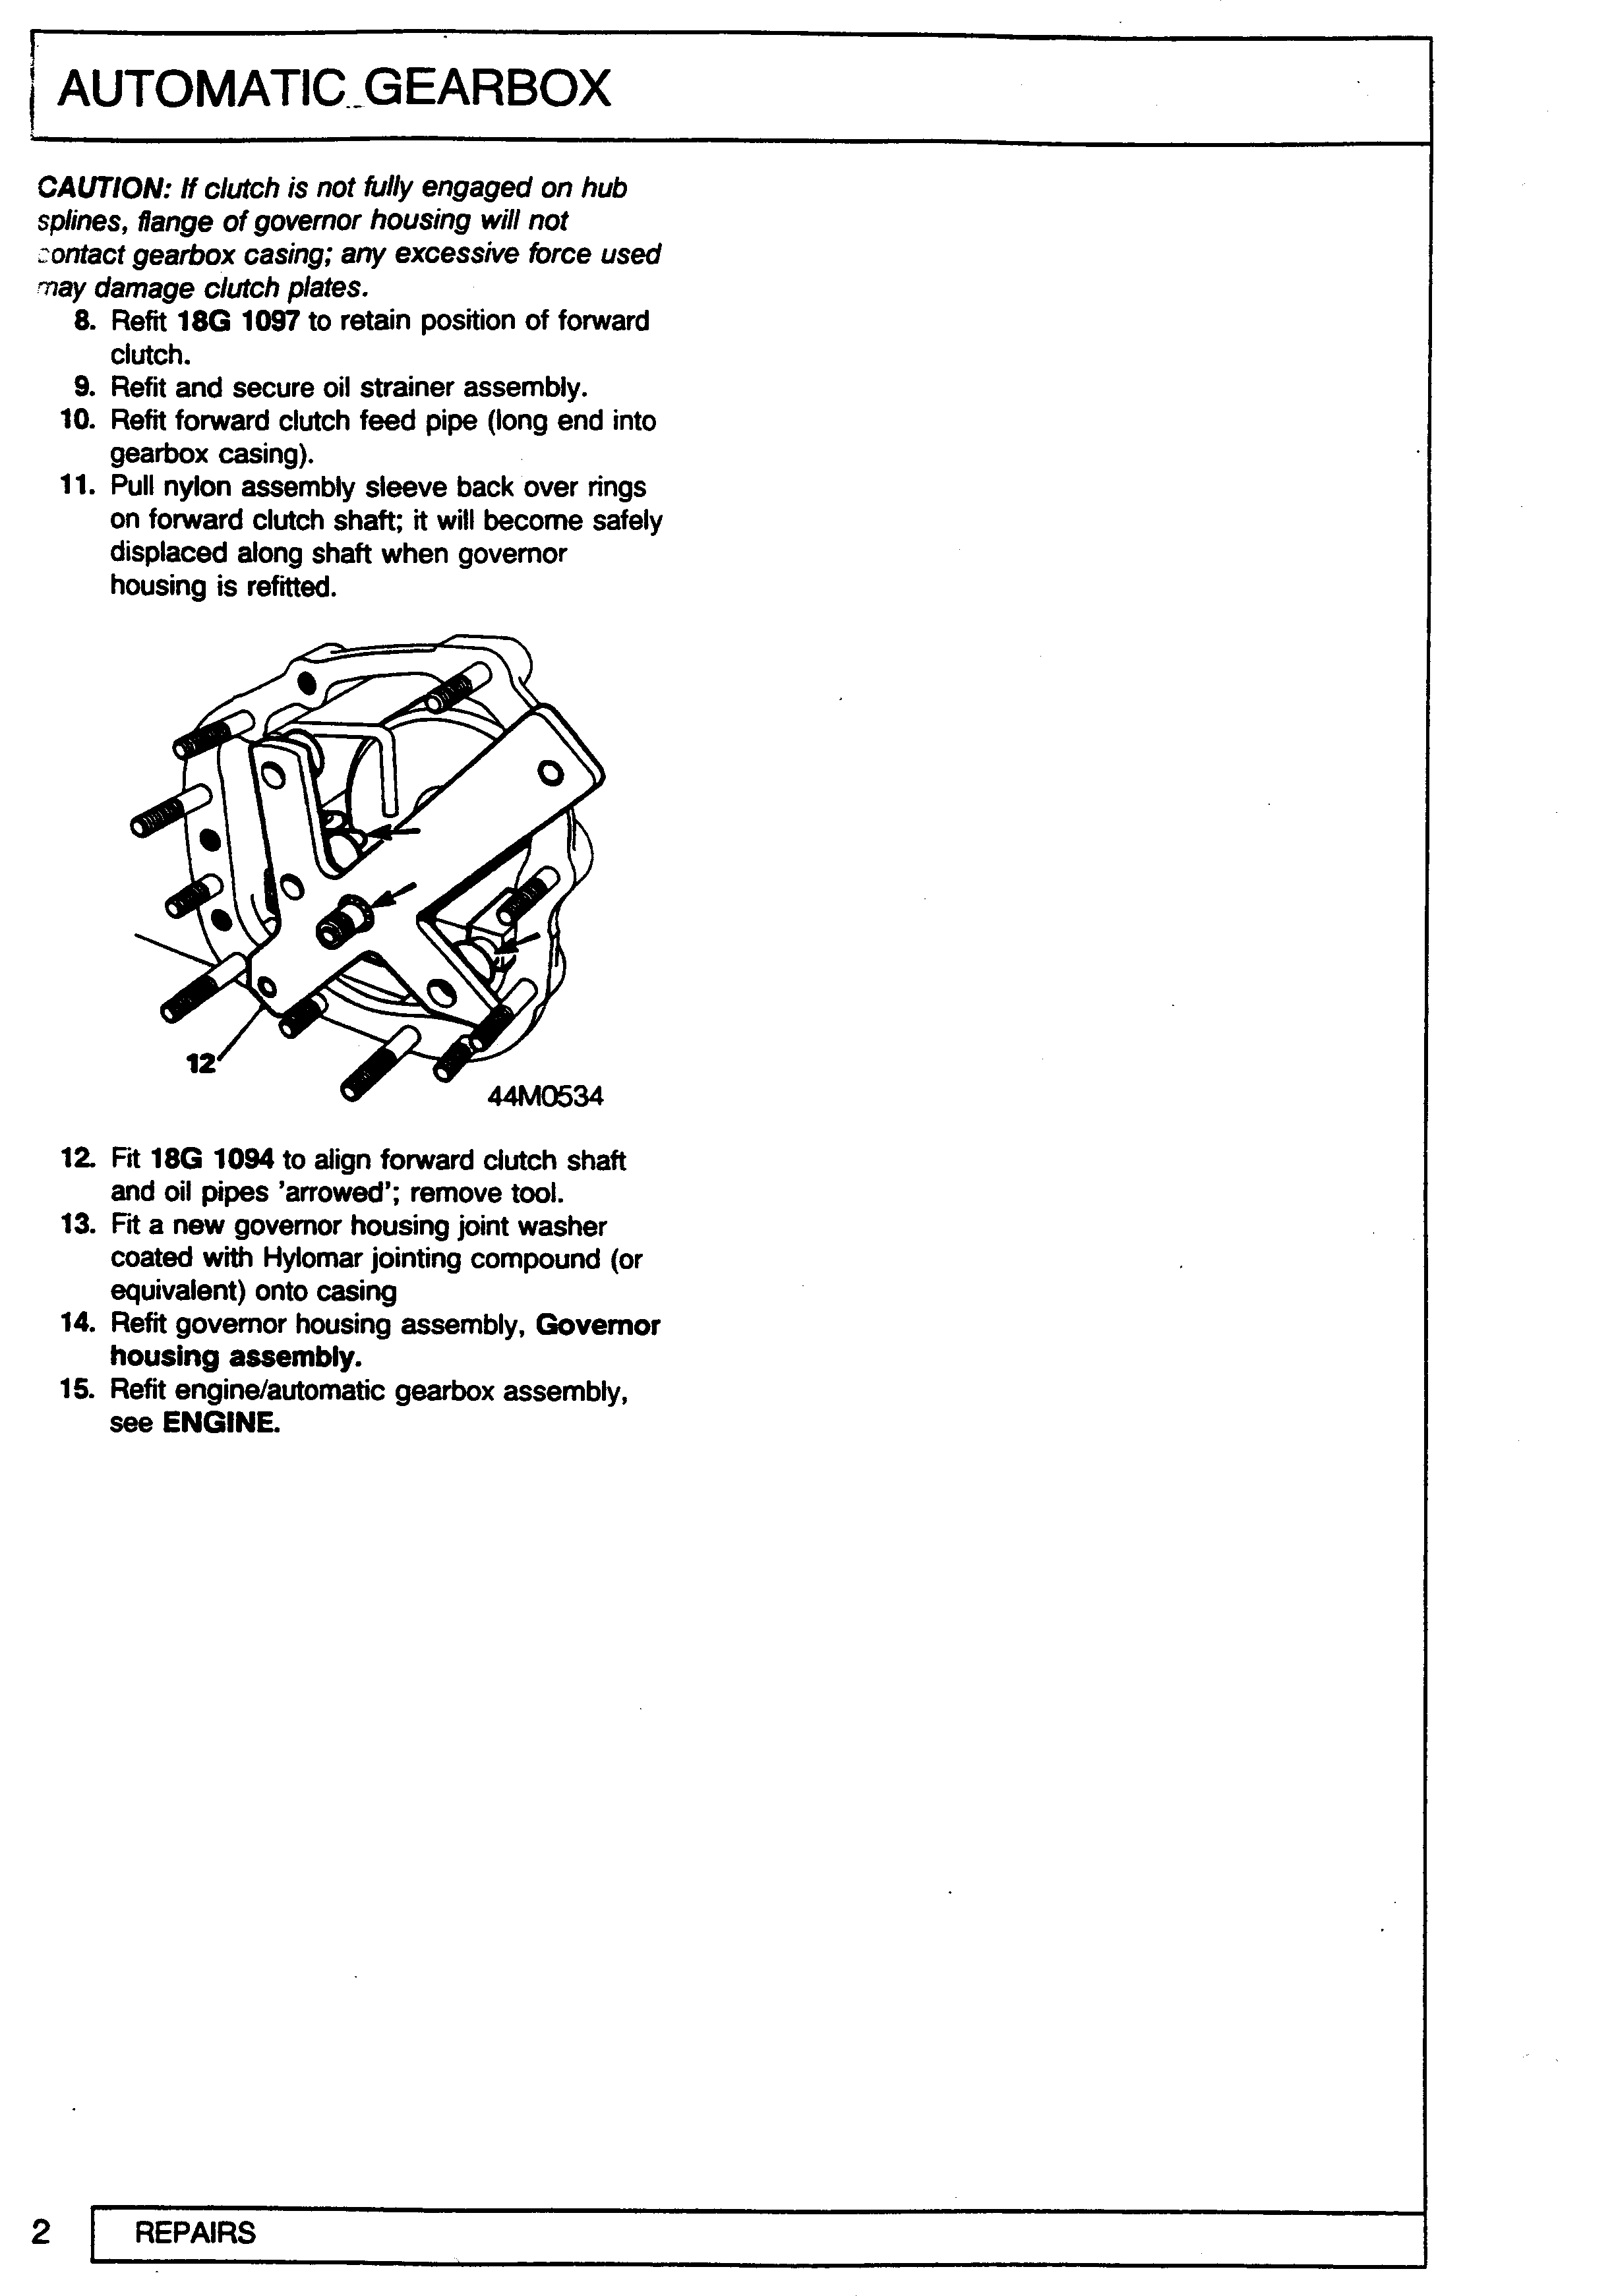 AUTOMATIC GEARBOX
CAUTION: If clutch is not fully engaged on hub
splines, flange of governor housing will not
contact gearbox casing; any excessive force used
may damage clutch plates.
8. Refit 18G 1097 to retain position of forward
clutch.
9. Refit and secure oil strainer assembly.
10. Refit forward clutch feed pipe (long end into
gearbox casing).
11. Pull nylon assembly sleeve back over rings
on forward clutch shaft; it will become safely
displaced along shaft when governor
housing is refitted.
12
44M0534
12. Fit 18G 1094 to align forward clutch shaft
and oil pipes 'arrowed'; remove tool.
13. Fit a new governor housing joint washer
coated with Hylomar jointing compound (or
equivalent) onto casing
14. Refit governor housing assembly, Governor
housing assembly.
15. Refit engine/automatic gearbox assembly,
see ENGINE.
2 REPAIRS